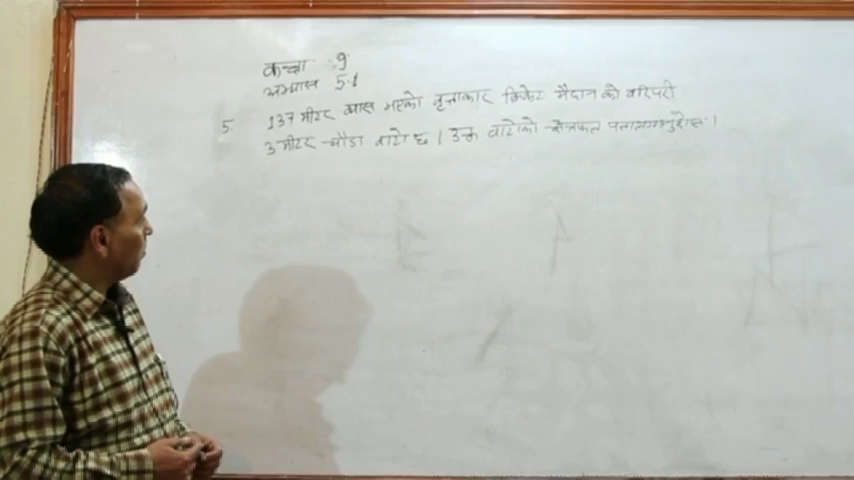 कक्षा : 9
अभ्यास 5.1
5. 137 मीटर व्यास भएको वृत्ताकार क्रिकेट मैदान को वरिपरी
3 मीटर चौडा बाटो छ । उक्त बाटोको क्षेत्रफल पत्तालगाउनुहोस ।